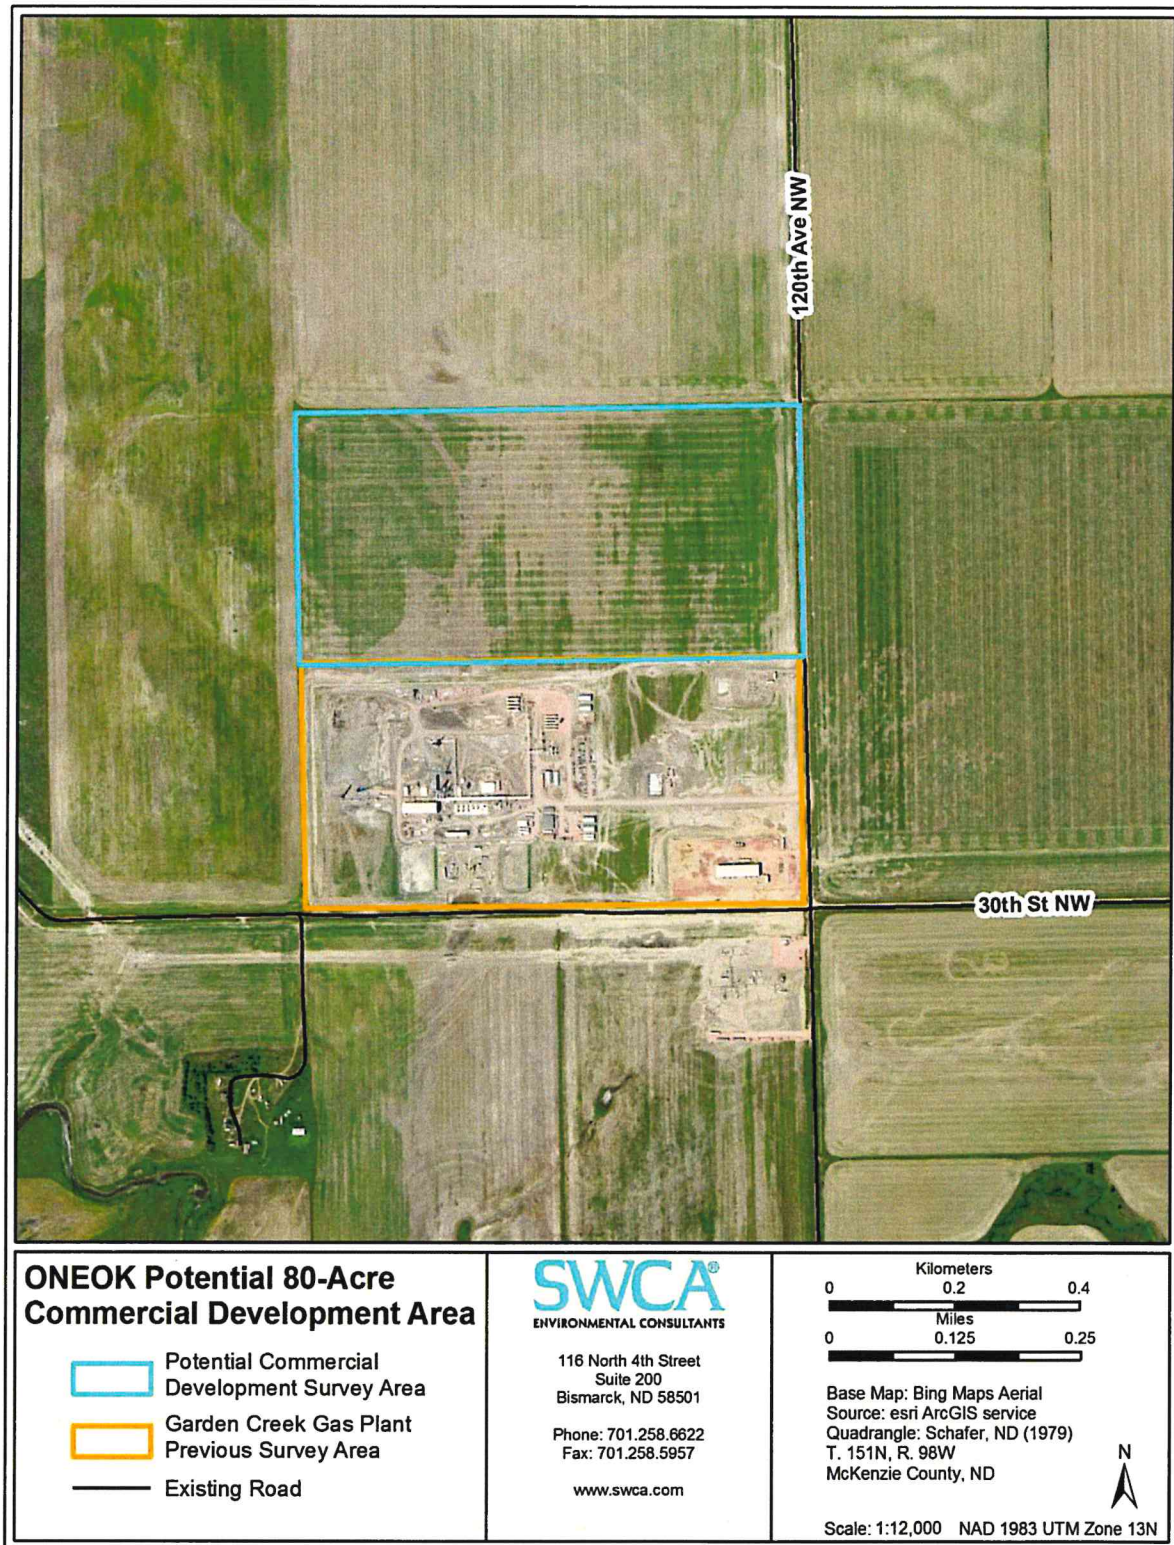 120th Ave NW
30th St NW
ONEOK Potential 80-Acre
Commercial Development Area
Potential Commercial
Development Survey Area
Garden Creek Gas Plant
Previous Survey Area
Existing Road
SWCA®
ENVIRONMENTAL CONSULTANTS
116 North 4th Street
Suite 200
Bismarck, ND 58501
Phone: 701.258.6622
Fax: 701.258.5957
www.swca.com
Kilometers
0 0.2 0.4
Miles
0 0.125 0.25
Base Map: Bing Maps Aerial
Source: esri ArcGIS service
Quadrangle: Schafer, ND (1979)
T. 151N, R. 98W
McKenzie County, ND
N
Scale: 1:12,000 NAD 1983 UTM Zone 13N